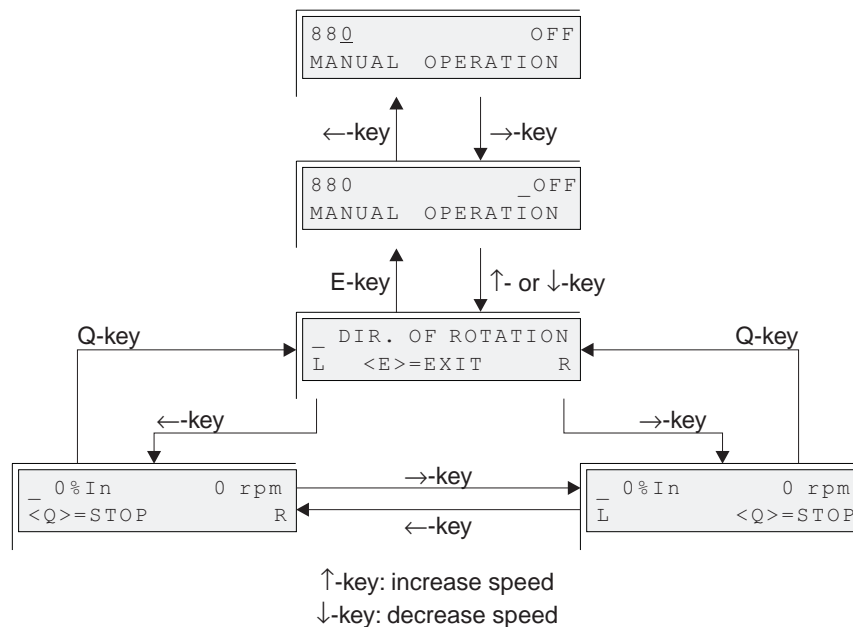 880 OFF
MANUAL OPERATION
←-key →-key
880 _OFF
MANUAL OPERATION
E-key ↑- or ↓-key
Q-key _ DIR. OF ROTATION Q-key
L <E>=EXIT R
←-key →-key
_ 0%In 0 rpm →-key _ 0%In 0 rpm
<Q>=STOP R ←-key L <Q>=STOP
↑-key: increase speed
↓-key: decrease speed